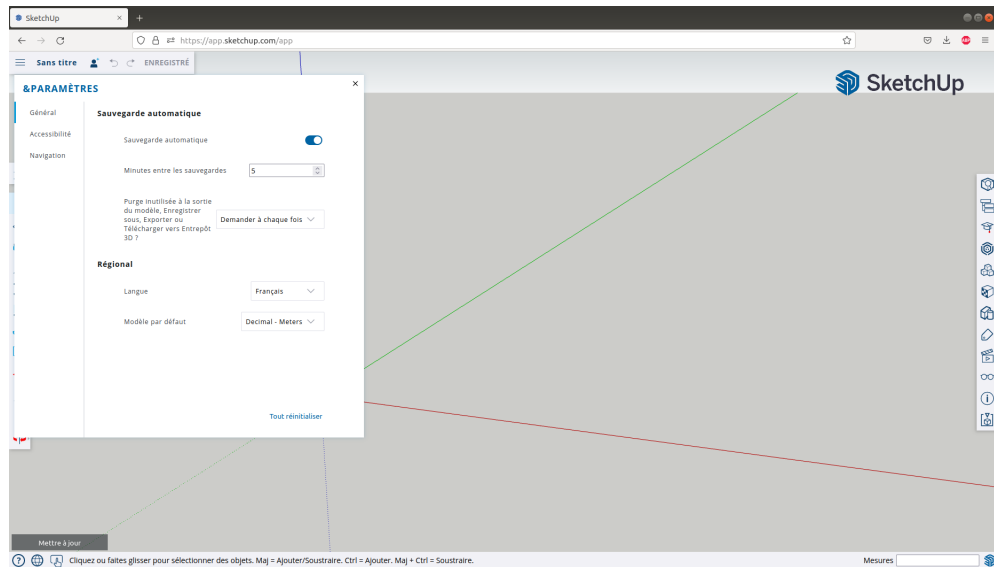 SketchUp
https://app.sketchup.com/app
ABP
Sans titre
ENREGISTRÉ
SketchUp
&PARAMÈTRES
Général
Accessibilité
Navigation
Sauvegarde automatique
Sauvegarde automatique
Minutes entre les sauvegardes
5
Purge inutilisée à la sortie
du modèle, Enregistrer
sous, Exporter ou
Télécharger vers Entrepôt
3D ?
Demander à chaque fois
Régional
Langue
Français
Modèle par défaut
Decimal - Meters
Tout réinitialiser
Mettre à jour
Cliquez ou faites glisser pour sélectionner des objets. Maj = Ajouter/Soustraire. Ctrl = Ajouter. Maj + Ctrl = Soustraire.
Mesures